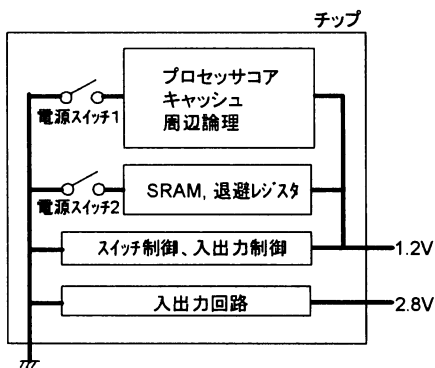 チップ
プロセッサコア
キャッシュ
周辺論理
電源スイッチ1
SRAM, 退避レジスタ
電源スイッチ2
スイッチ制御、入出力制御
1.2V
入出力回路
2.8V